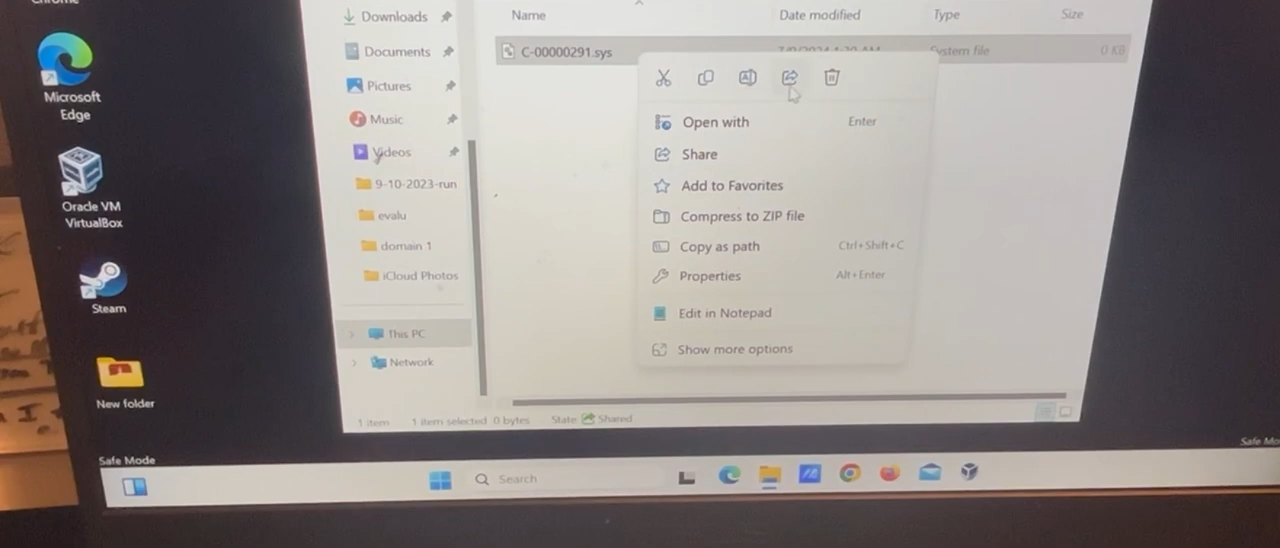 Downloads
Name
Date modified
Type
Size
Documents
C-00000291.sys
System file
0 KB
Microsoft
Edge
Pictures
Music
Open with
Enter
Videos
Share
9-10-2023-run
Add to Favorites
Oracle VM
VirtualBox
evalu
Compress to ZIP file
domain 1
Copy as path
Ctrl+Shift+C
iCloud Photos
Properties
Alt+Enter
Steam
Edit in Notepad
This PC
Show more options
Network
New folder
1 item
1 item selected 0 bytes
State:
Shared
Safe Mode
Search